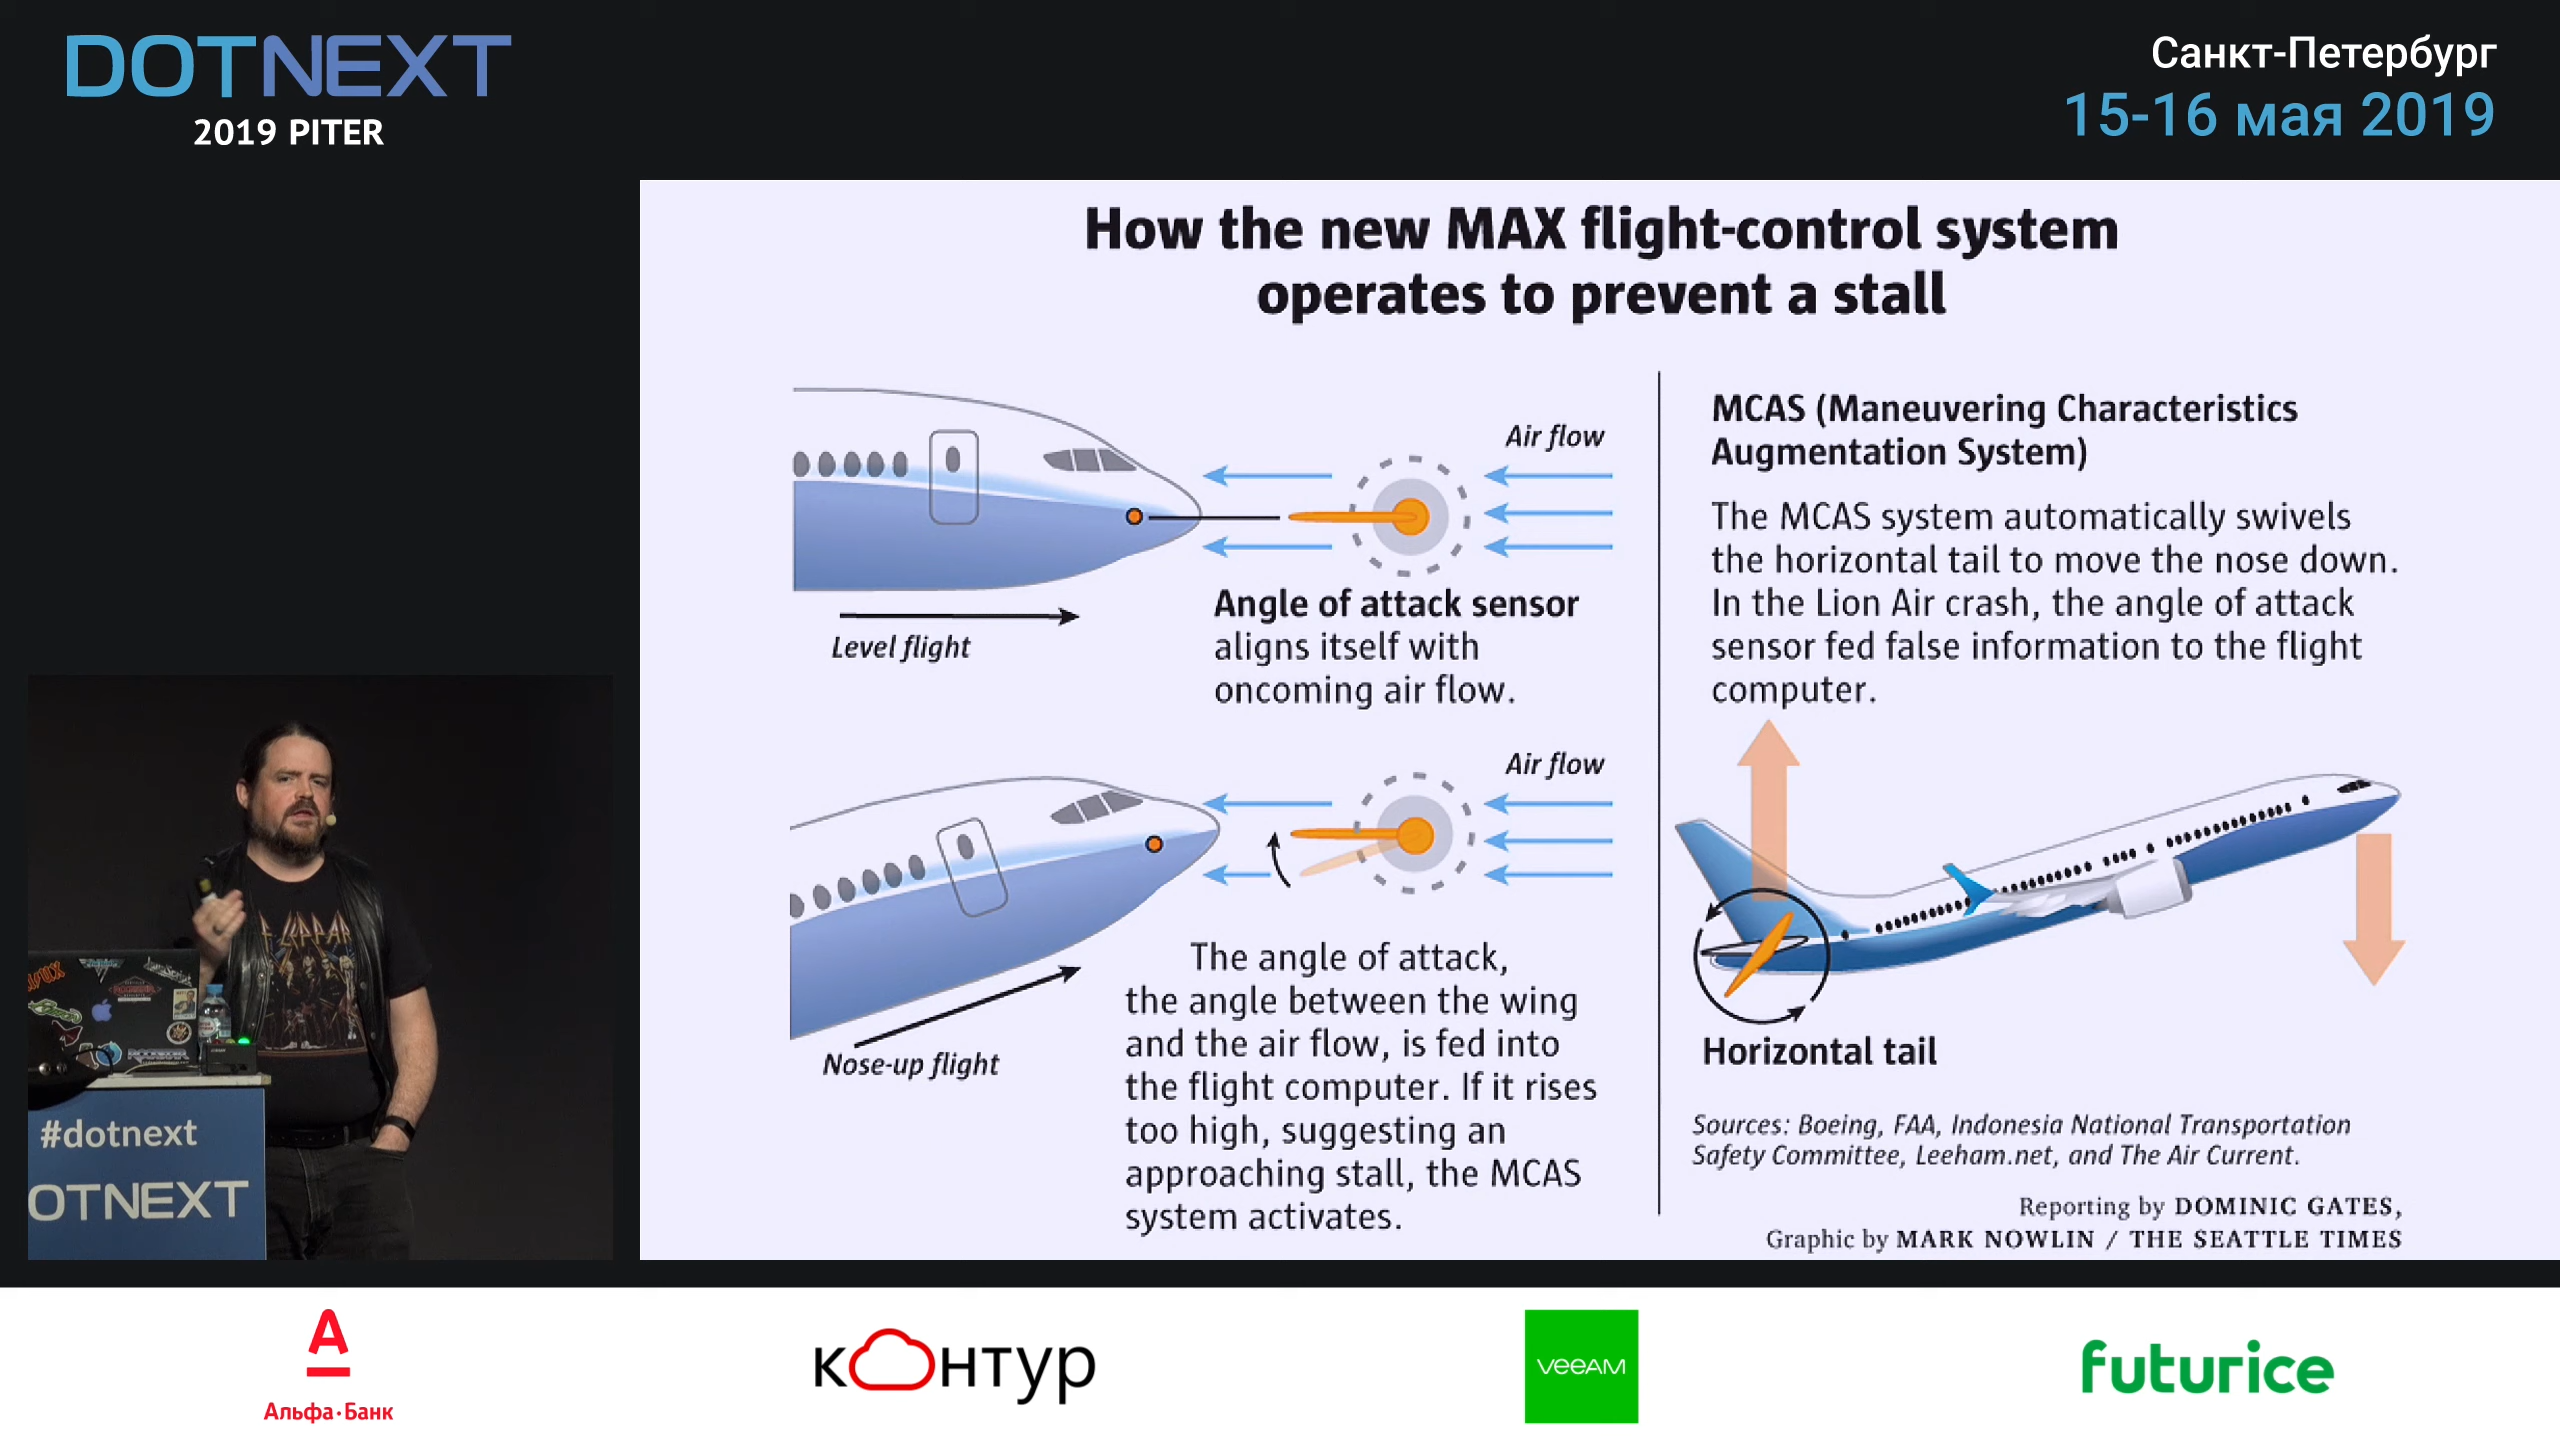 DOTNEXT
2019 PITER
Санкт-Петербург
15-16 мая 2019
How the new MAX flight-control system
operates to prevent a stall
Air flow
Angle of attack sensor
aligns itself with
oncoming air flow.
Level flight
Air flow
The angle of attack,
the angle between the wing
and the air flow, is fed into
the flight computer. If it rises
too high, suggesting an
approaching stall, the MCAS
system activates.
Nose-up flight
MCAS (Maneuvering Characteristics
Augmentation System)
The MCAS system automatically swivels
the horizontal tail to move the nose down.
In the Lion Air crash, the angle of attack
sensor fed false information to the flight
computer.
Horizontal tail
Sources: Boeing, FAA, Indonesia National Transportation
Safety Committee, Leeham.net, and The Air Current.
Reporting by DOMINIC GATES,
Graphic by MARK NOWLIN / THE SEATTLE TIMES
#dotnext
OTNEXT
А
Альфа·Банк
контур
veeAM
futurice